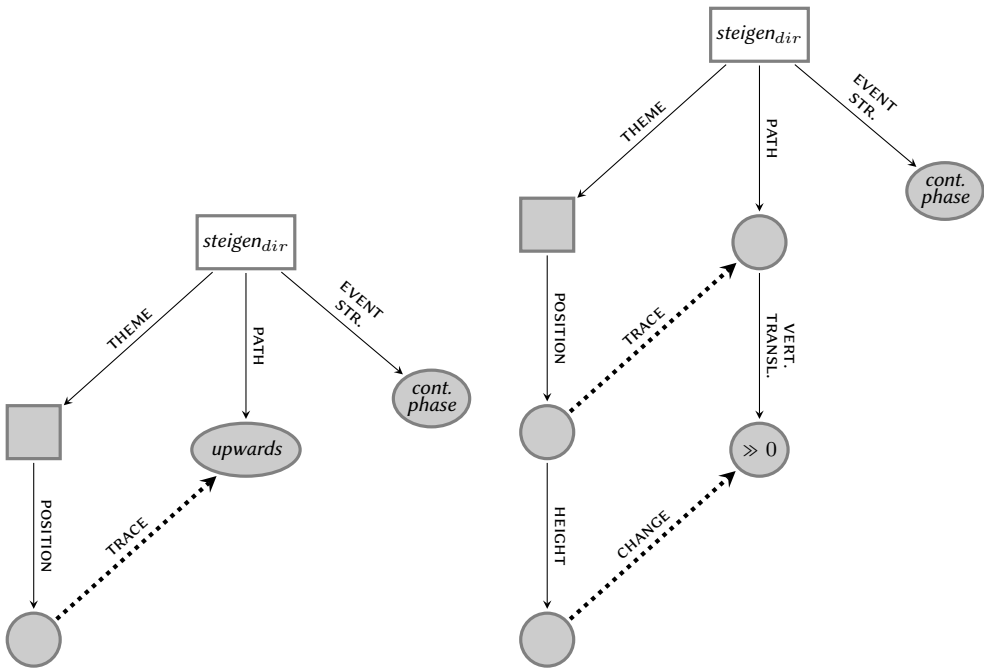 steigen_dir
THEME
PATH
EVENT
STR.
cont.
phase
upwards
POSITION
TRACE
steigen_dir
THEME
PATH
EVENT
STR.
cont.
phase
POSITION
TRACE
VERT.
TRANSL.
≫ 0
HEIGHT
CHANGE